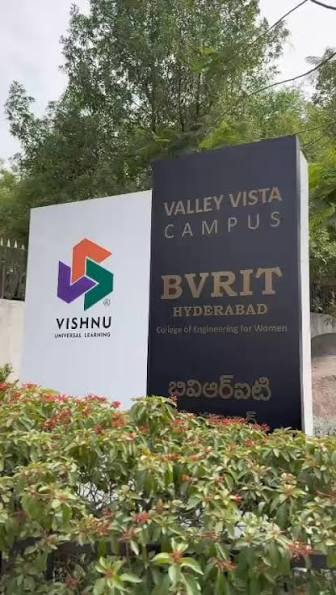 VISHNU
UNIVERSAL LEARNING
VALLEY VISTA
CAMPUS
BVRIT
HYDERABAD
College of Engineering for Women
బివిఆర్ఐటి